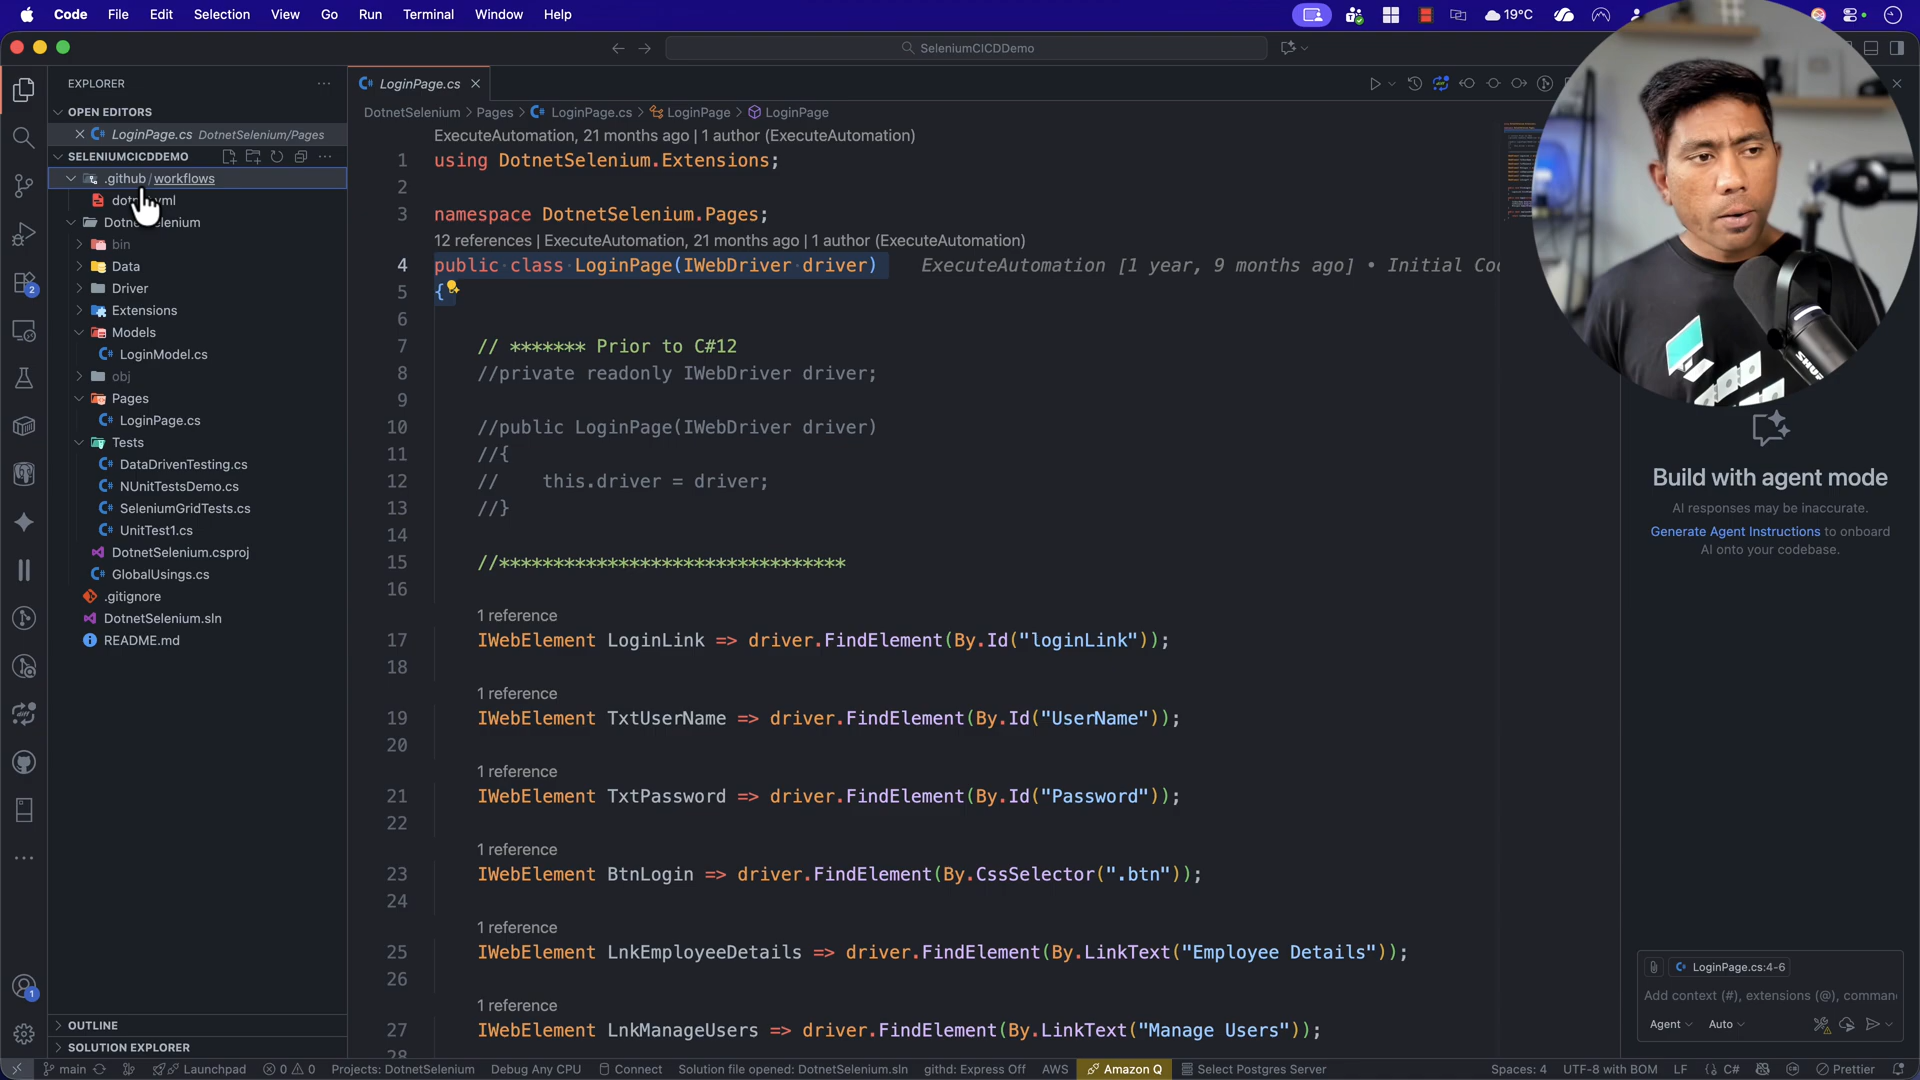 Code File Edit Selection View Go Run Terminal Window Help 19°C
SeleniumCICDDemo
EXPLORER
OPEN EDITORS
LoginPage.cs DotnetSelenium/Pages
SELENIUMCICDDEMO
.github/workflows
DotnetSelenium
bin
Data
Driver
Extensions
Models
LoginModel.cs
obj
Pages
LoginPage.cs
Tests
DataDrivenTesting.cs
NUnitTestsDemo.cs
SeleniumGridTests.cs
UnitTest1.cs
DotnetSelenium.csproj
GlobalUsings.cs
.gitignore
DotnetSelenium.sln
README.md
OUTLINE
SOLUTION EXPLORER
2
1
LoginPage.cs
DotnetSelenium > Pages > LoginPage.cs > LoginPage > LoginPage
ExecuteAutomation, 21 months ago | 1 author (ExecuteAutomation)
1 using DotnetSelenium.Extensions;
2
3 namespace DotnetSelenium.Pages;
12 references | ExecuteAutomation, 21 months ago | 1 author (ExecuteAutomation)
4 public class LoginPage(IWebDriver driver) ExecuteAutomation [1 year, 9 months ago] • Initial Coc
5 {
6
7 // ******* Prior to C#12
8 //private readonly IWebDriver driver;
9
10 //public LoginPage(IWebDriver driver)
11 //{
12 // this.driver = driver;
13 //}
14
15 //********************************
16
1 reference
17 IWebElement LoginLink => driver.FindElement(By.Id("loginLink"));
18
1 reference
19 IWebElement TxtUserName => driver.FindElement(By.Id("UserName"));
20
1 reference
21 IWebElement TxtPassword => driver.FindElement(By.Id("Password"));
22
1 reference
23 IWebElement BtnLogin => driver.FindElement(By.CssSelector(".btn"));
24
1 reference
25 IWebElement LnkEmployeeDetails => driver.FindElement(By.LinkText("Employee Details"));
26
1 reference
27 IWebElement LnkManageUsers => driver.FindElement(By.LinkText("Manage Users"));
28
SHURE
Build with agent mode
AI responses may be inaccurate.
Generate Agent Instructions to onboard
AI onto your codebase.
LoginPage.cs:4-6
Add context (#), extensions (@), comman
Agent Auto
main Launchpad 0 0 Projects: DotnetSelenium Debug Any CPU Connect Solution file opened: DotnetSelenium.sln githd: Express Off AWS Amazon Q Select Postgres Server Spaces: 4 UTF-8 with BOM LF C# Prettier